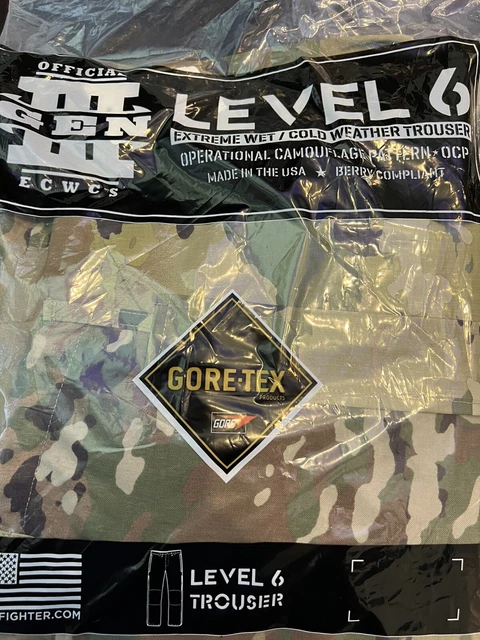 OFFICIAL
III
GEN
ECWCS
LEVEL 6
EXTREME WET / COLD WEATHER TROUSER
OPERATIONAL CAMOUFLAGE PATTERN★OCP
MADE IN THE USA ★ BERRY COMPLIANT
GORE-TEX
PRODUCTS
GORE
LEVEL 6
TROUSER
FIGHTER.COM